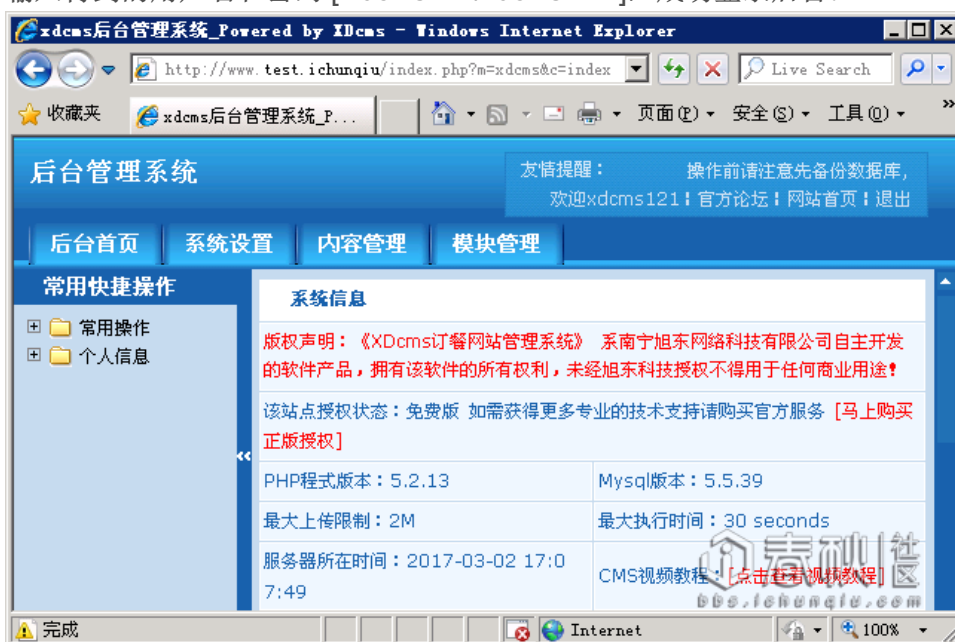 xdcms后台管理系统_Powered by XDcms - Windows Internet Explorer
http://www.test.ichunqiu/index.php?m=xdcms&c=index
Live Search
收藏夹
xdcms后台管理系统_P...
页面(P)
安全(S)
工具(O)
»
后台管理系统
友情提醒： 操作前请注意先备份数据库，
欢迎xdcms121 | 官方论坛 | 网站首页 | 退出
后台首页
系统设置
内容管理
模块管理
常用快捷操作
常用操作
个人信息
系统信息
版权声明：《XDcms订餐网站管理系统》 系南宁旭东网络科技有限公司自主开发
的软件产品，拥有该软件的所有权利，未经旭东科技授权不得用于任何商业用途！
该站点授权状态：免费版 如需获得更多专业的技术支持请购买官方服务 [马上购买
正版授权]
PHP程式版本：5.2.13
Mysql版本：5.5.39
最大上传限制：2M
最大执行时间：30 seconds
服务器所在时间：2017-03-02 17:0
7:49
CMS视频教程：[点击查看视频教程]
春秋 社区
bbs.ichunqiu.com
完成
Internet
100%